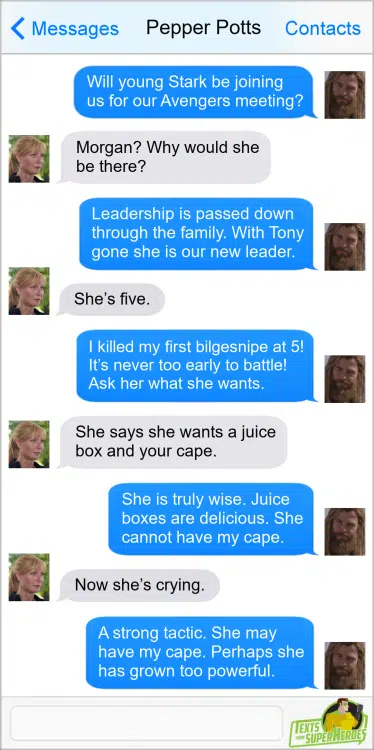 Messages Pepper Potts Contacts
Will young Stark be joining
us for our Avengers meeting?
Morgan? Why would she
be there?
Leadership is passed down
through the family. With Tony
gone she is our new leader.
She's five.
I killed my first bilgesnipe at 5!
It's never too early to battle!
Ask her what she wants.
She says she wants a juice
box and your cape.
She is truly wise. Juice
boxes are delicious. She
cannot have my cape.
Now she's crying.
A strong tactic. She may
have my cape. Perhaps she
has grown too powerful.
TEXTS
FROM
SUPERHEROES